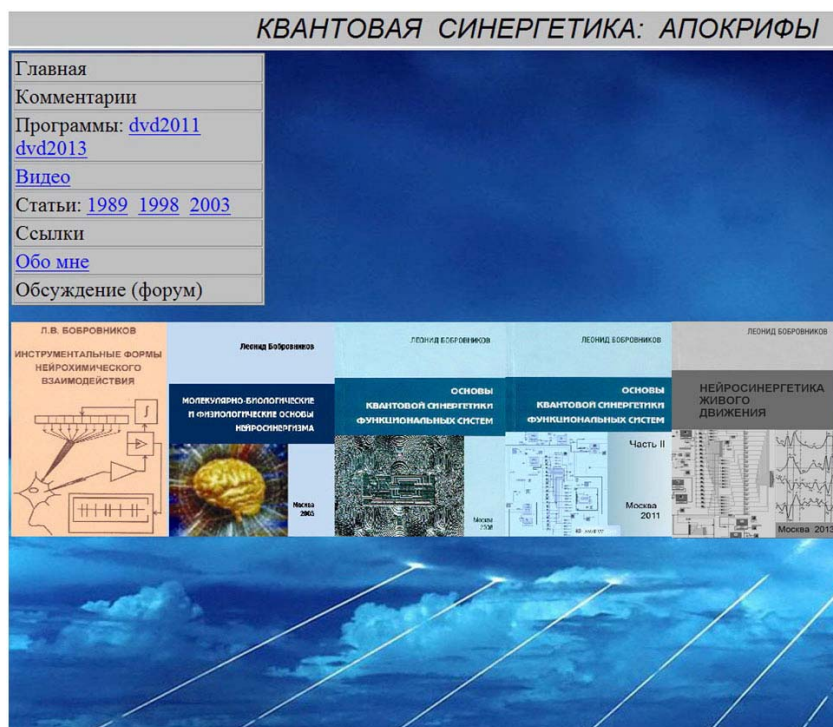 КВАНТОВАЯ СИНЕРГЕТИКА: АПОКРИФЫ
Главная
Комментарии
Программы: dvd2011
dvd2013
Видео
Статьи: 1989 1998 2003
Ссылки
Обо мне
Обсуждение (форум)
Л.В. БОБРОВНИКОВ
ИНСТРУМЕНТАЛЬНЫЕ ФОРМЫ
НЕЙРОХИМИЧЕСКОГО
ВЗАИМОДЕЙСТВИЯ
Леонид Бобровников
МОЛЕКУЛЯРНО-БИОЛОГИЧЕСКИЕ
И ФИЗИОЛОГИЧЕСКИЕ ОСНОВЫ
НЕЙРОСИНЕРГИЗМА
Москва
2005
ЛЕОНИД БОБРОВНИКОВ
ОСНОВЫ
КВАНТОВОЙ СИНЕРГЕТИКИ
ФУНКЦИОНАЛЬНЫХ СИСТЕМ
Москва
ЛЕОНИД БОБРОВНИКОВ
ОСНОВЫ
КВАНТОВОЙ СИНЕРГЕТИКИ
ФУНКЦИОНАЛЬНЫХ СИСТЕМ
Часть II
Москва
2011
ЛЕОНИД БОБРОВНИКОВ
НЕЙРОСИНЕРГЕТИКА
ЖИВОГО
ДВИЖЕНИЯ
Москва 2013